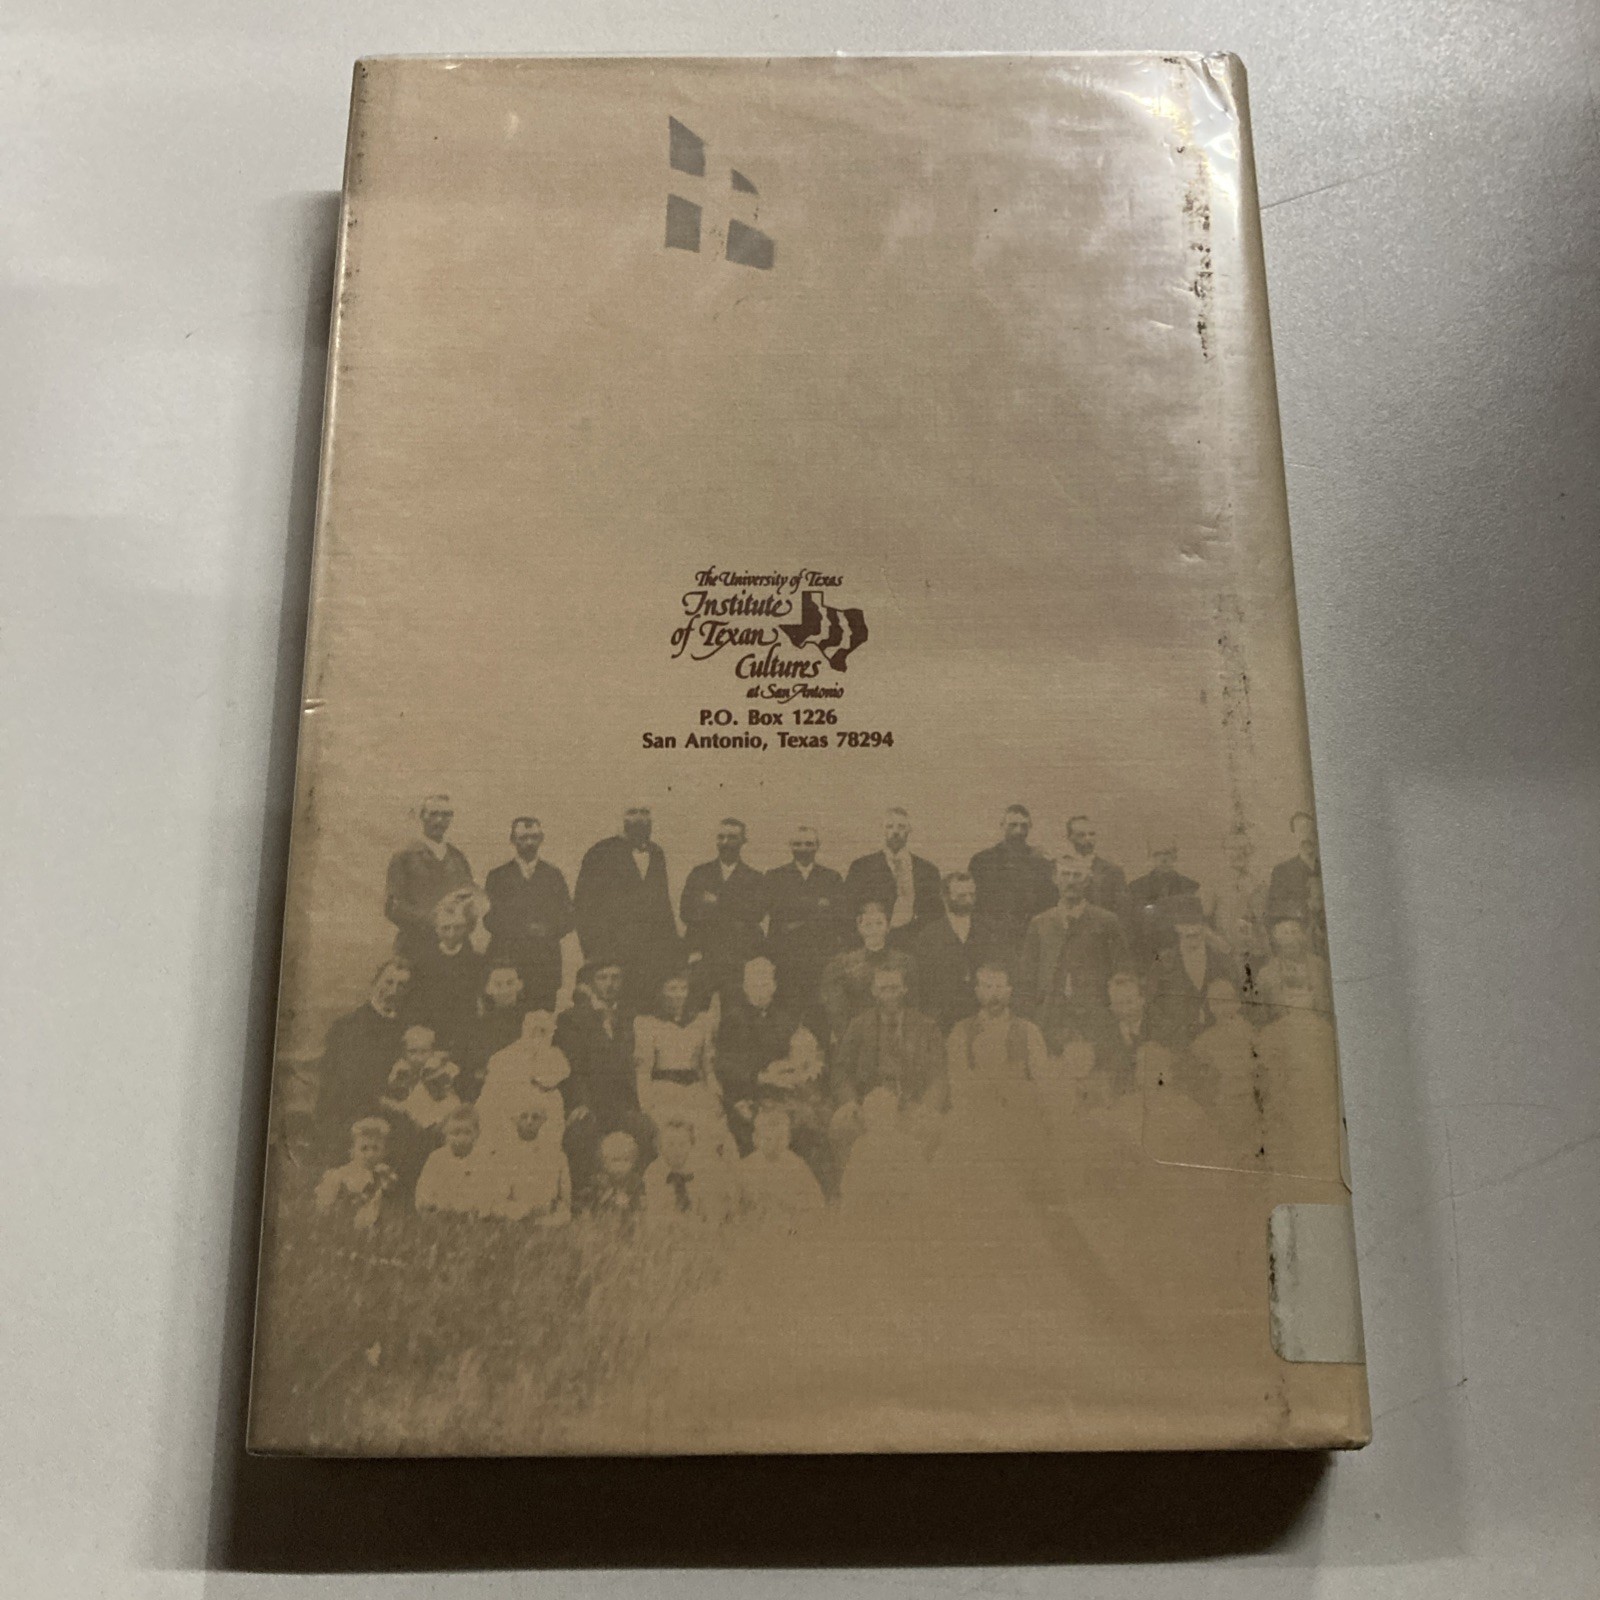 The University of Texas
Institute
of Texan
Cultures
at San Antonio
P.O. Box 1226
San Antonio, Texas 78294